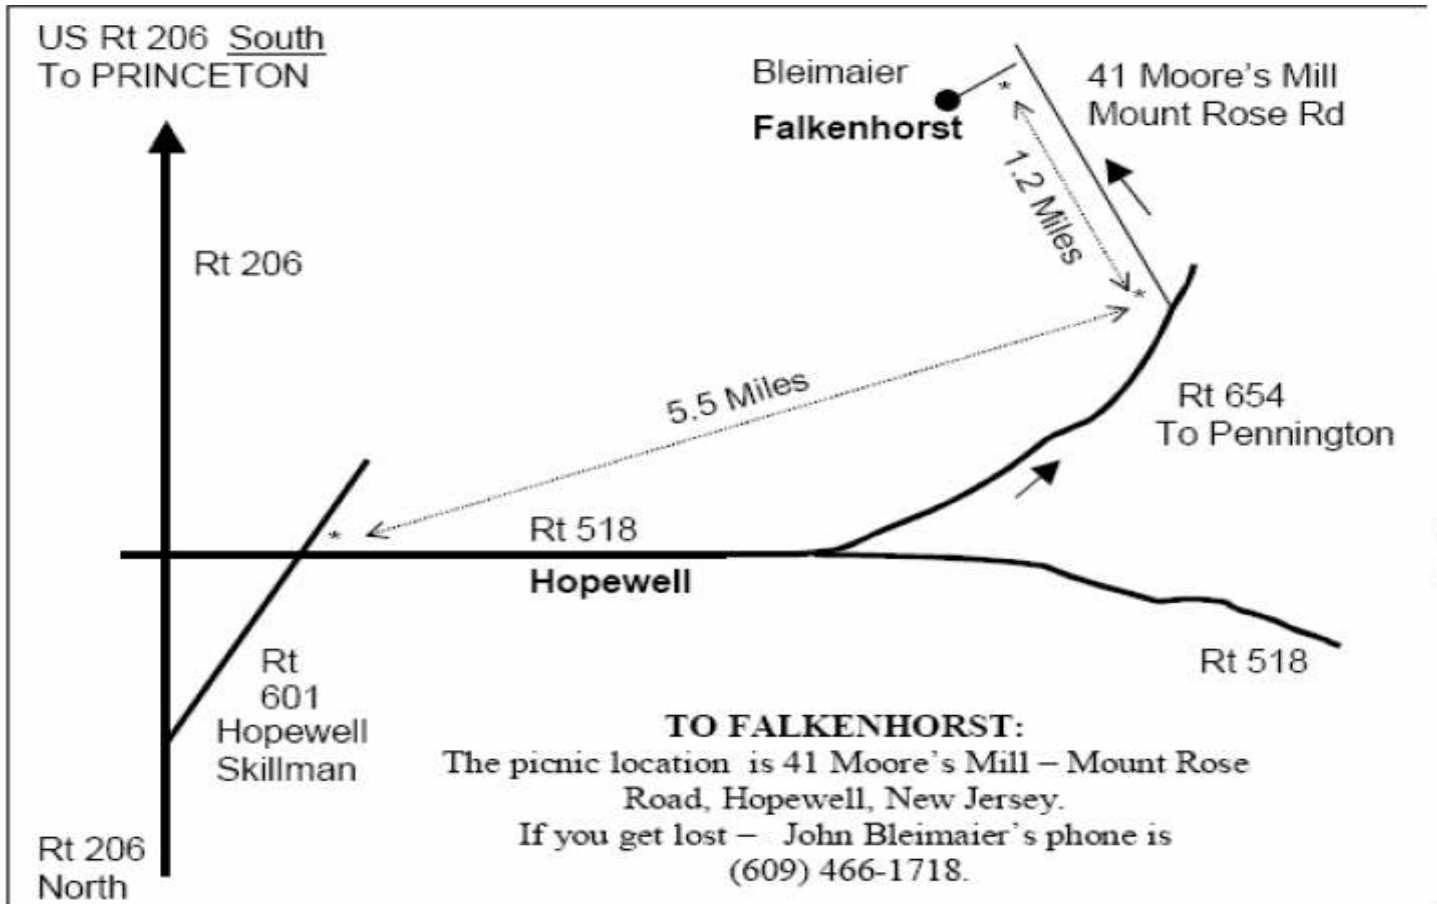 US Rt 206 South
To PRINCETON
Bleimaier
Falkenhorst
41 Moore's Mill
Mount Rose Rd
*
1.2 Miles
*
Rt 206
5.5 Miles
Rt 654
To Pennington
*
Rt 518
Hopewell
Rt 518
Rt
601
Hopewell
Skillman
Rt 206
North
TO FALKENHORST:
The picnic location is 41 Moore's Mill – Mount Rose
Road, Hopewell, New Jersey.
If you get lost – John Bleimaier's phone is
(609) 466-1718.